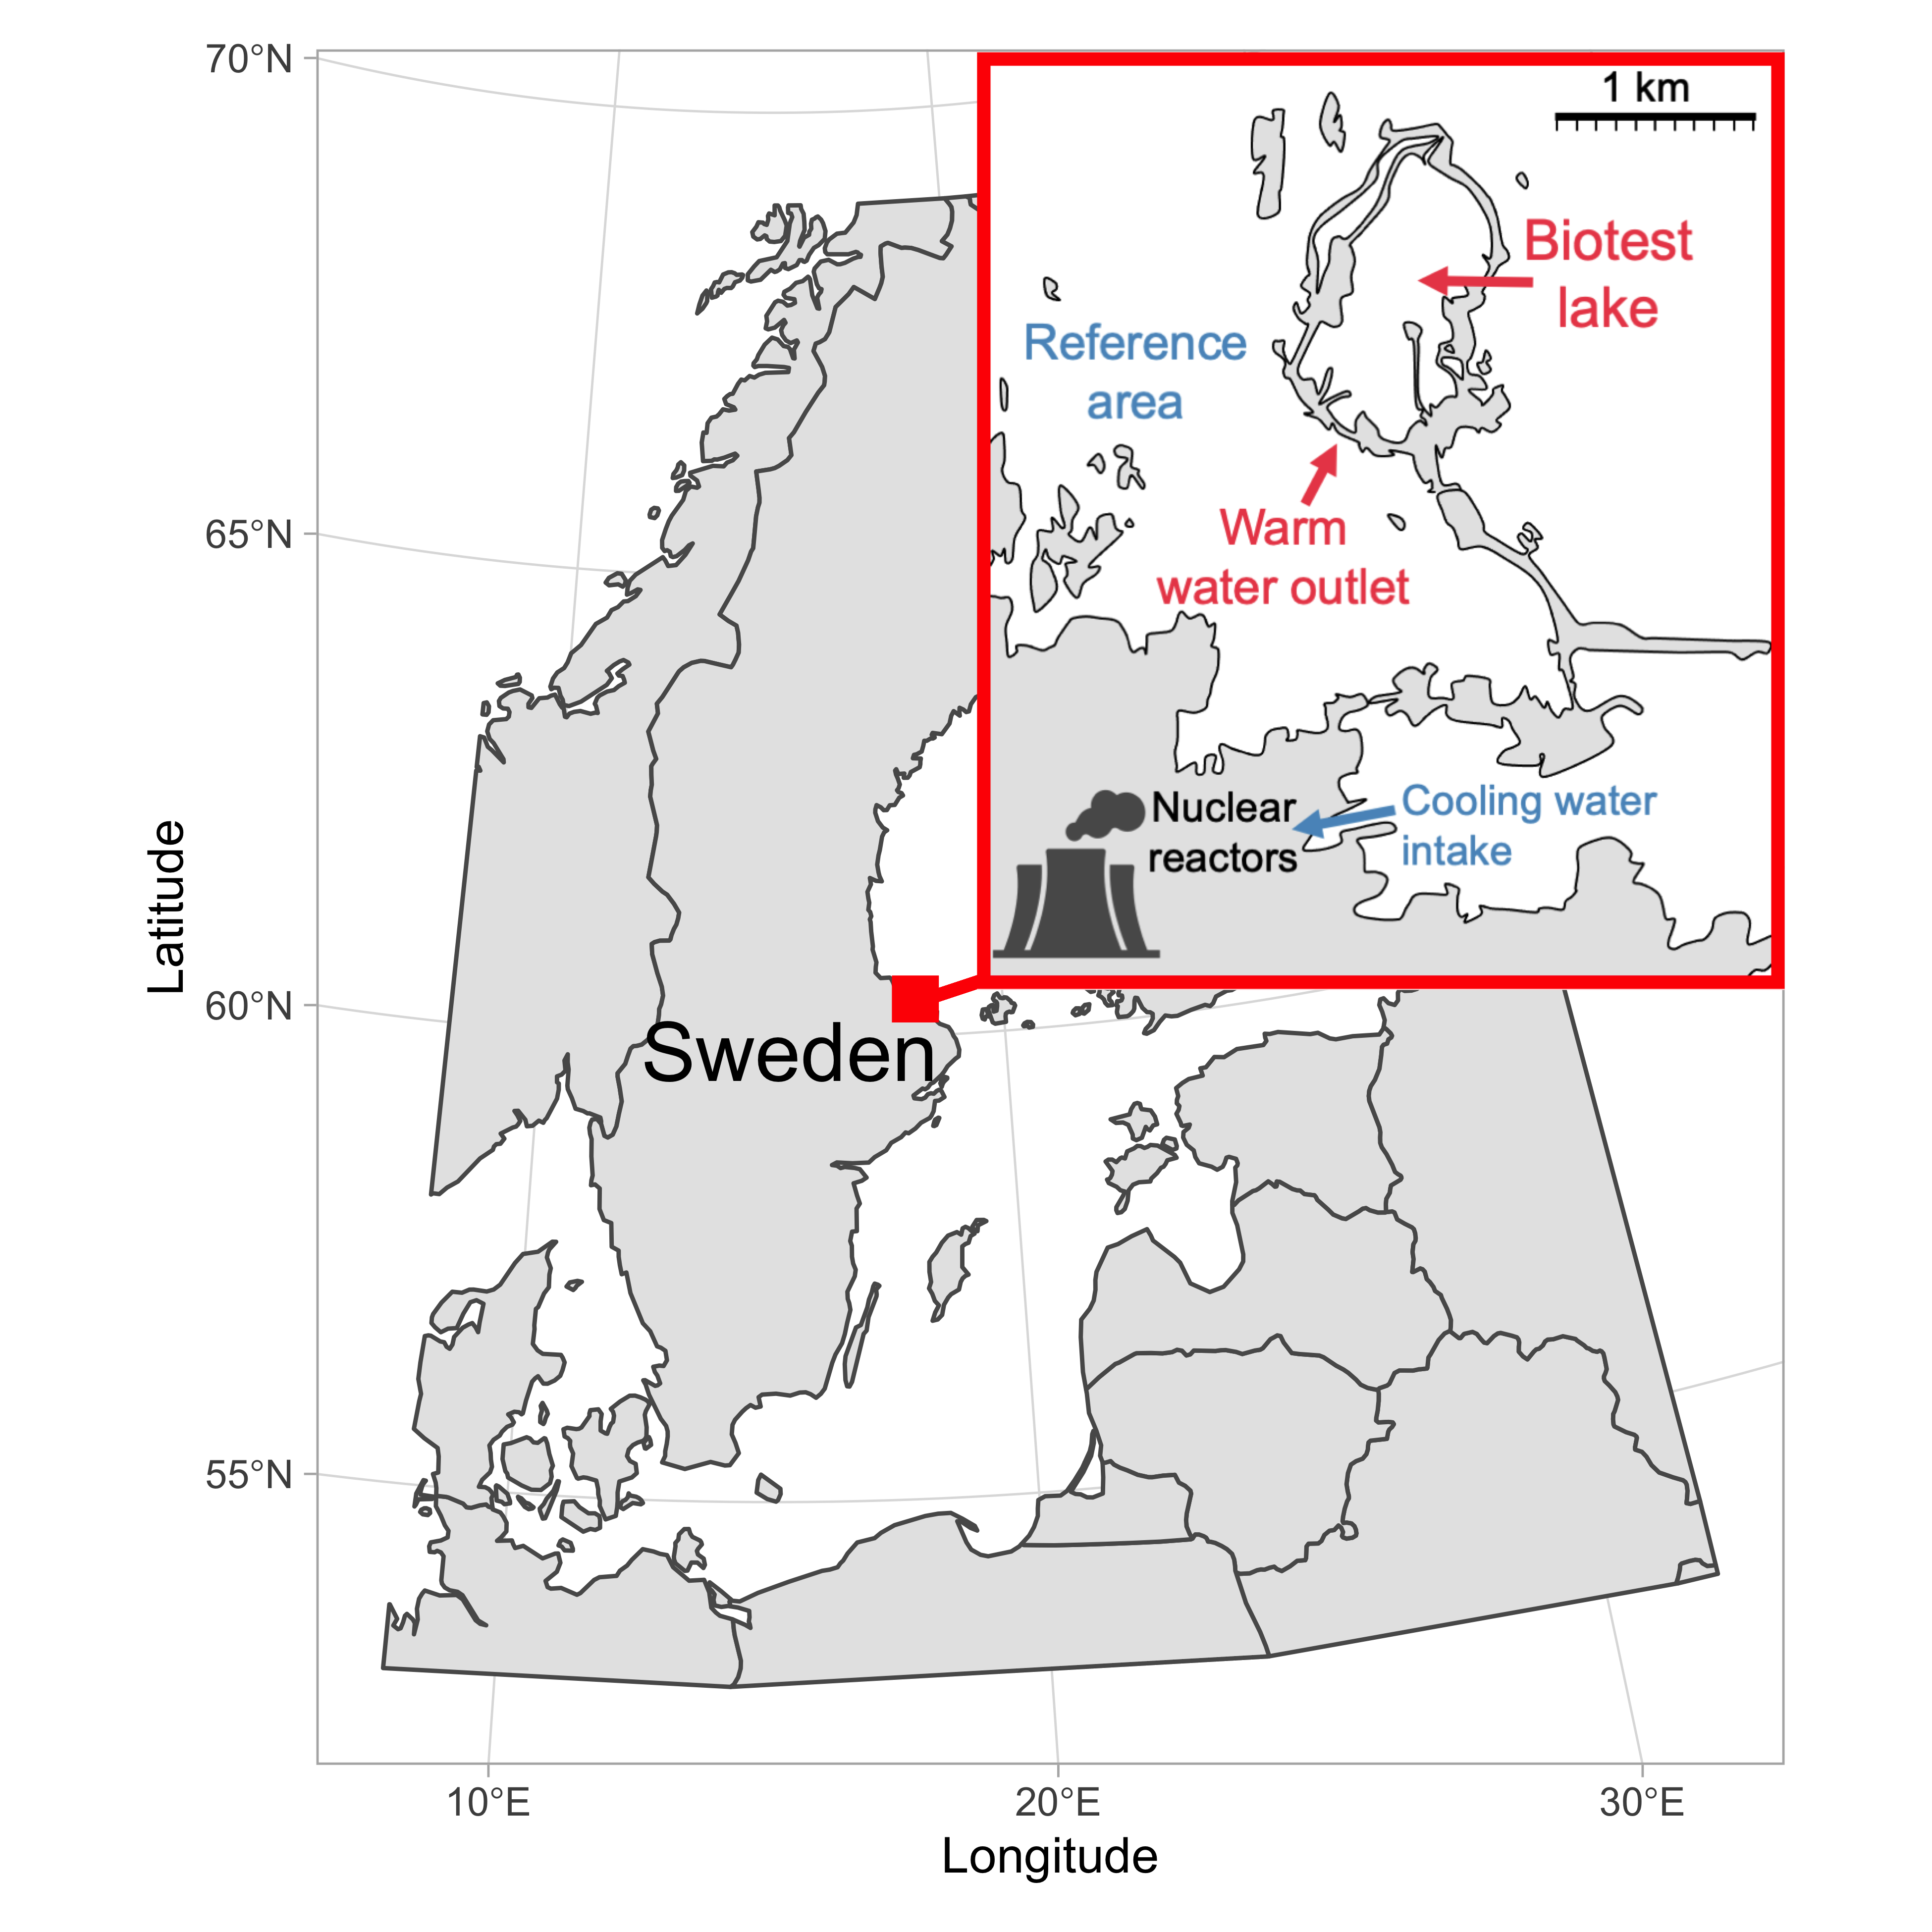 70°N
65°N
60°N
55°N
Latitude
10°E
20°E
30°E
Longitude
Sweden
1 km
Biotest
lake
Reference
area
Warm
water outlet
Nuclear
reactors
Cooling water
intake